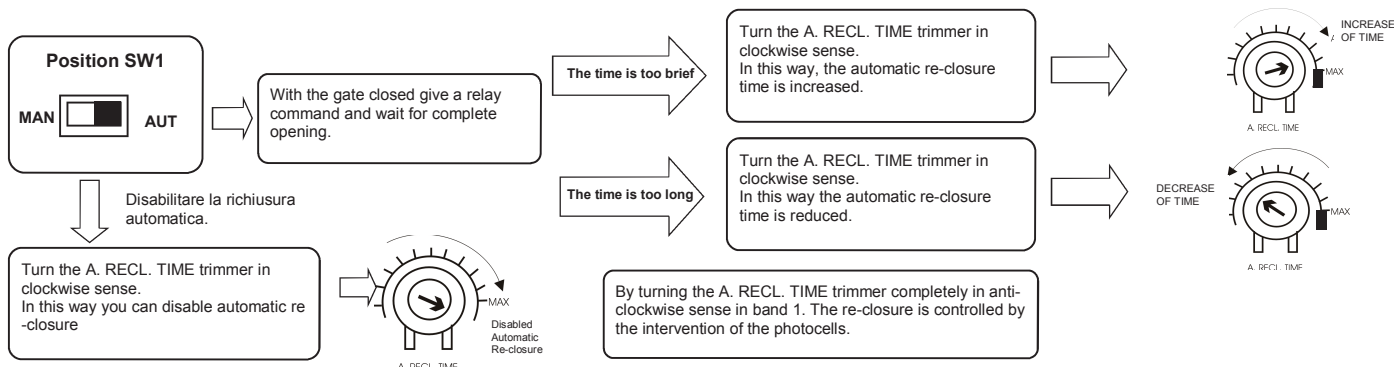 Position SW1
MAN
AUT
With the gate closed give a relay
command and wait for complete
opening.
The time is too brief
Turn the A. RECL. TIME trimmer in
clockwise sense.
In this way, the automatic re-closure
time is increased.
INCREASE
OF TIME
MAX
A. RECL. TIME
The time is too long
Turn the A. RECL. TIME trimmer in
clockwise sense.
In this way the automatic re-closure
time is reduced.
DECREASE
OF TIME
MAX
A. RECL. TIME
Disabilitare la richiusura
automatica.
Turn the A. RECL. TIME trimmer in
clockwise sense.
In this way you can disable automatic re
-closure
MAX
Disabled
Automatic
Re-closure
A. RECL. TIME
By turning the A. RECL. TIME trimmer completely in anti-
clockwise sense in band 1. The re-closure is controlled by
the intervention of the photocells.